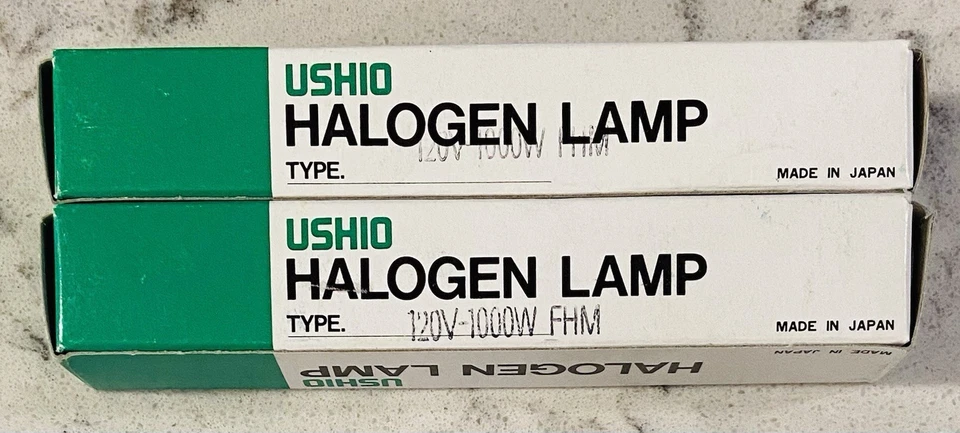 USHIO
HALOGEN LAMP
120V-1000W FHM
TYPE.
MADE IN JAPAN
USHIO
HALOGEN LAMP
TYPE. 120V-1000W FHM
MADE IN JAPAN
MADE IN JAPAN
HALOGEN LAMP
USHIO